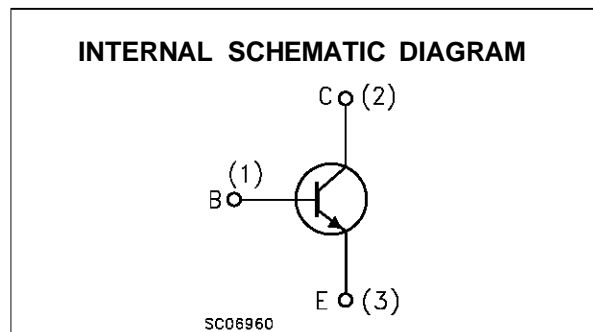 INTERNAL SCHEMATIC DIAGRAM
C (2)
(1)
B
E (3)
SC06960